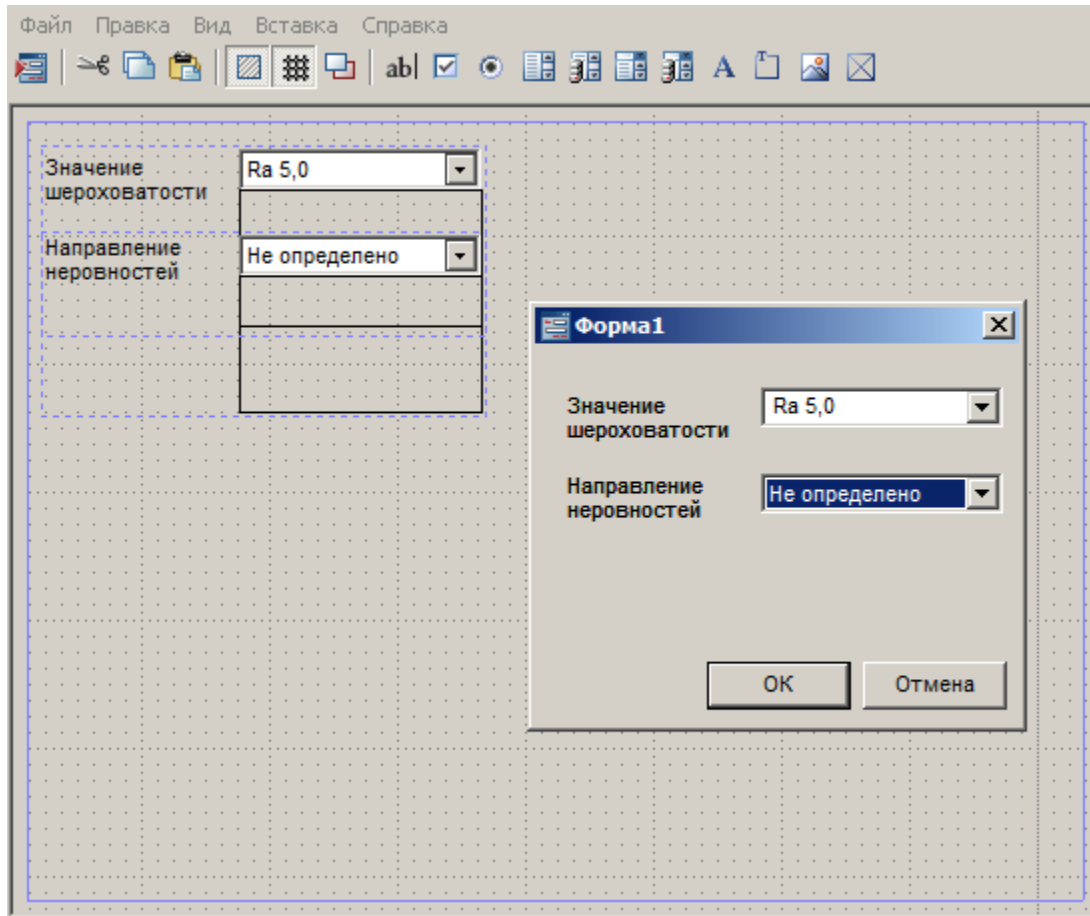 Файл Правка Вид Вставка Справка
ab
A
Значение
шероховатости
Ra 5,0
Направление
неровностей
Не определено
Форма1
Значение
шероховатости
Ra 5,0
Направление
неровностей
Не определено
ОК Отмена